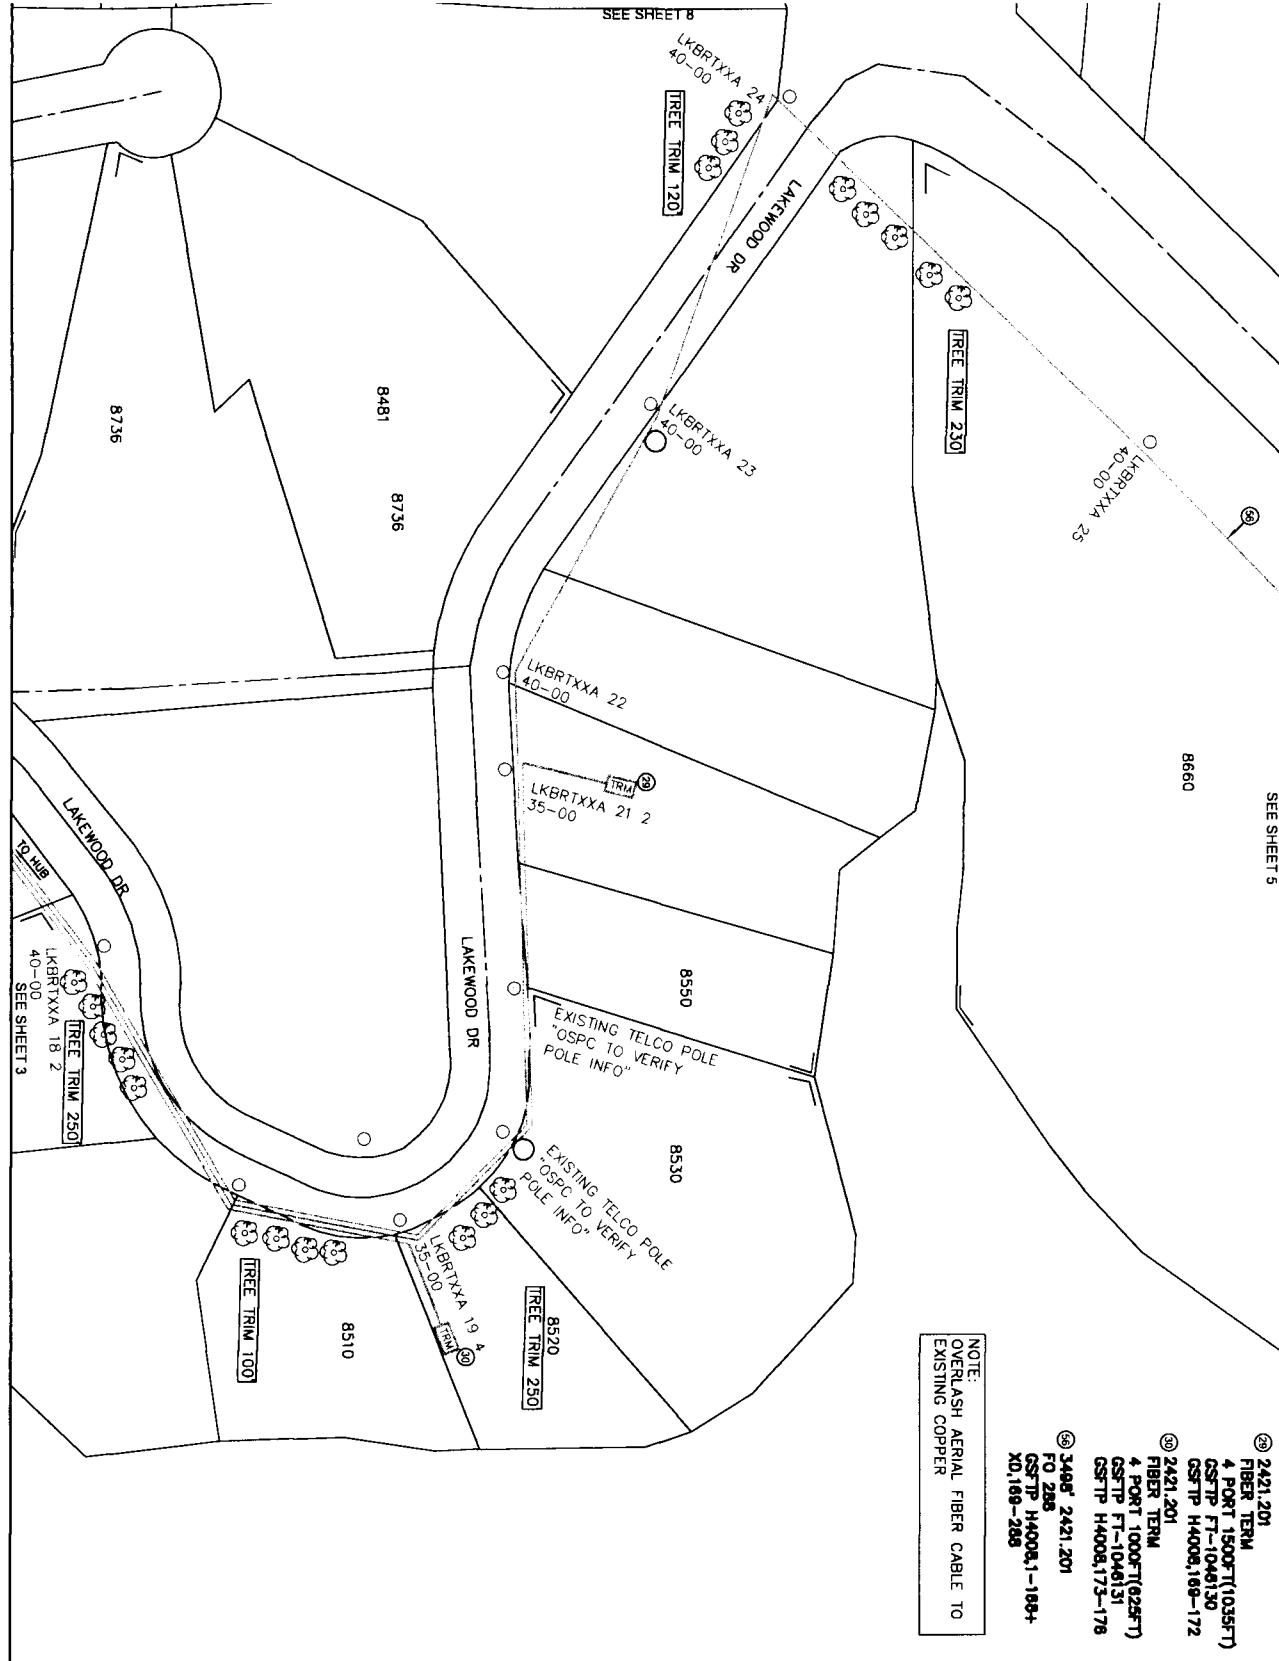 SEE SHEET 8
LKBRTXXA 24
40-00
TREE TRIM 120
LAKEWOOD DR
TREE TRIM 230
LKBRTXXA 23
40-00
LKBRTXXA 25
40-00
56
8736
8481
8736
LKBRTXXA 22
40-00
29
TRM
LKBRTXXA 21 2
35-00
8660
SEE SHEET 5
LAKEWOOD DR
TO HUB
LKBRTXXA 18 2
40-00
SEE SHEET 3
TREE TRIM 250
LAKEWOOD DR
8550
EXISTING TELCO POLE
"OSPC TO VERIFY
POLE INFO"
8530
EXISTING TELCO POLE
"OSPC TO VERIFY
POLE INFO"
LKBRTXXA 19 4
35-00
TRM
30
8520
TREE TRIM 250
TREE TRIM 100
8510
NOTE:
OVERLASH AERIAL FIBER CABLE TO
EXISTING COPPER
29 2421.201
FIBER TERM
4 PORT 1500FT(1035FT)
GSFTP FT-1046130
GSFTP H4008,169-172
30 2421.201
FIBER TERM
4 PORT 1000FT(625FT)
GSFTP FT-1046131
GSFTP H4008,173-176
56 3498' 2421.201
FO 288
GSFTP H4008,1-168+
XD,169-288